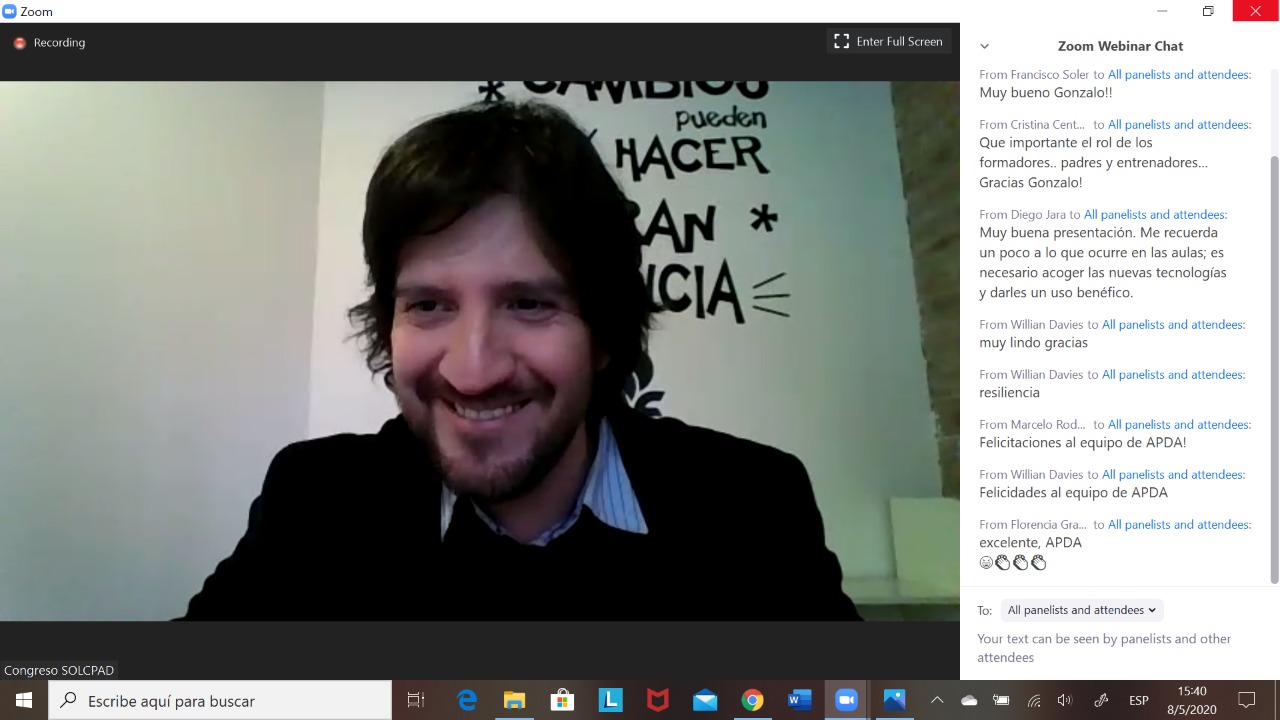 Zoom
Recording
Enter Full Screen
CAMBIOS
pueden
HACER
RAN *
NCIA
Congreso SOLCPAD
Zoom Webinar Chat
From Francisco Soler to All panelists and attendees:
Muy bueno Gonzalo!!
From Cristina Cent... to All panelists and attendees:
Que importante el rol de los
formadores.. padres y entrenadores...
Gracias Gonzalo!
From Diego Jara to All panelists and attendees:
Muy buena presentación. Me recuerda
un poco a lo que ocurre en las aulas; es
necesario acoger las nuevas tecnologías
y darles un uso benéfico.
From Willian Davies to All panelists and attendees:
muy lindo gracias
From Willian Davies to All panelists and attendees:
resiliencia
From Marcelo Rod... to All panelists and attendees:
Felicitaciones al equipo de APDA!
From Willian Davies to All panelists and attendees:
Felicidades al equipo de APDA
From Florencia Gra... to All panelists and attendees:
excelente, APDA
😀👏👏👏
To: All panelists and attendees
Your text can be seen by panelists and other
attendees
Escribe aquí para buscar
L
W
ESP
15:40
8/5/2020